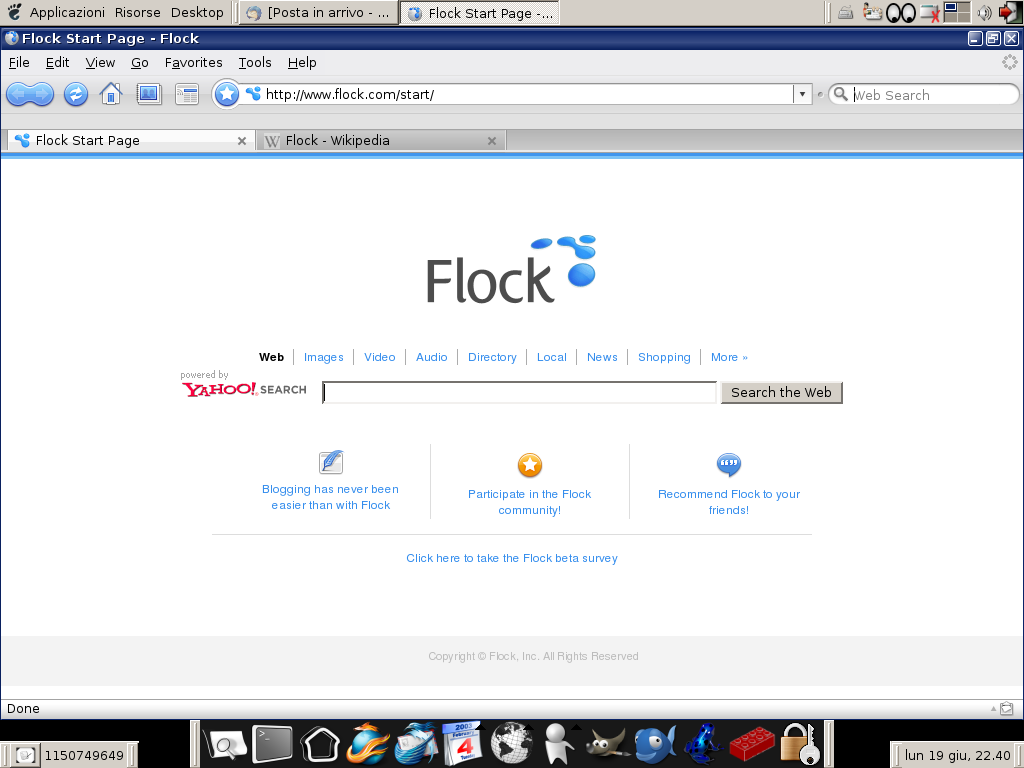 Applicazioni Risorse Desktop [Posta in arrivo - ... Flock Start Page -...
Flock Start Page - Flock
File Edit View Go Favorites Tools Help
http://www.flock.com/start/ Web Search
Flock Start Page W Flock - Wikipedia
Flock
Web Images Video Audio Directory Local News Shopping More »
powered by
YAHOO! SEARCH Search the Web
Blogging has never been
easier than with Flock
Participate in the Flock
community!
Recommend Flock to your
friends!
Click here to take the Flock beta survey
Copyright © Flock, Inc. All Rights Reserved
Done
2003
February
4
Tuesday
1150749649 lun 19 giu, 22.40